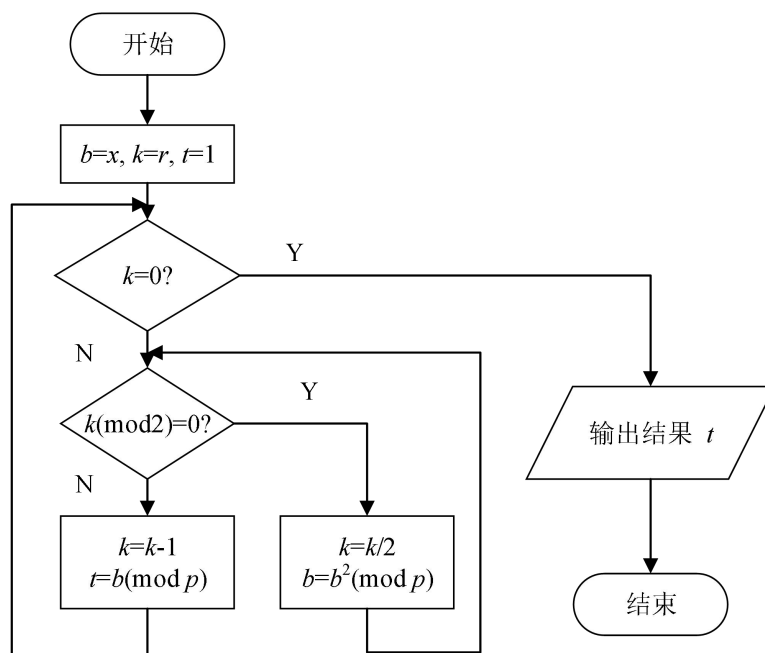 开始
b=x, k=r, t=1
k=0?
Y
N
k(mod2)=0?
Y
N
k=k-1
t=b(mod p)
k=k/2
b=b²(mod p)
输出结果 t
结束